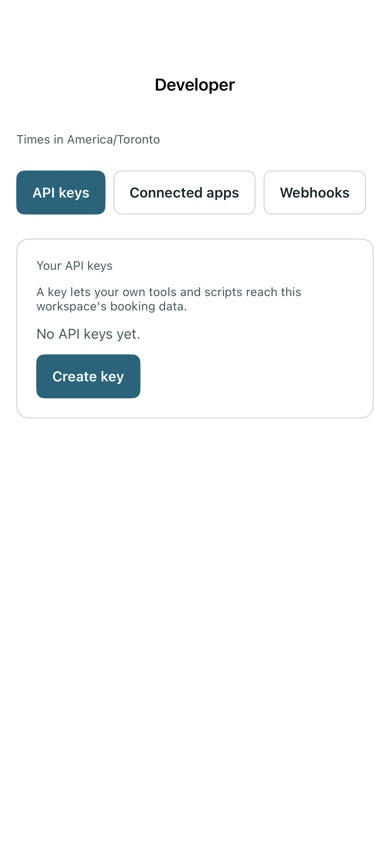 Developer
Times in America/Toronto
API keys
Connected apps
Webhooks
Your API keys
A key lets your own tools and scripts reach this
workspace's booking data.
No API keys yet.
Create key